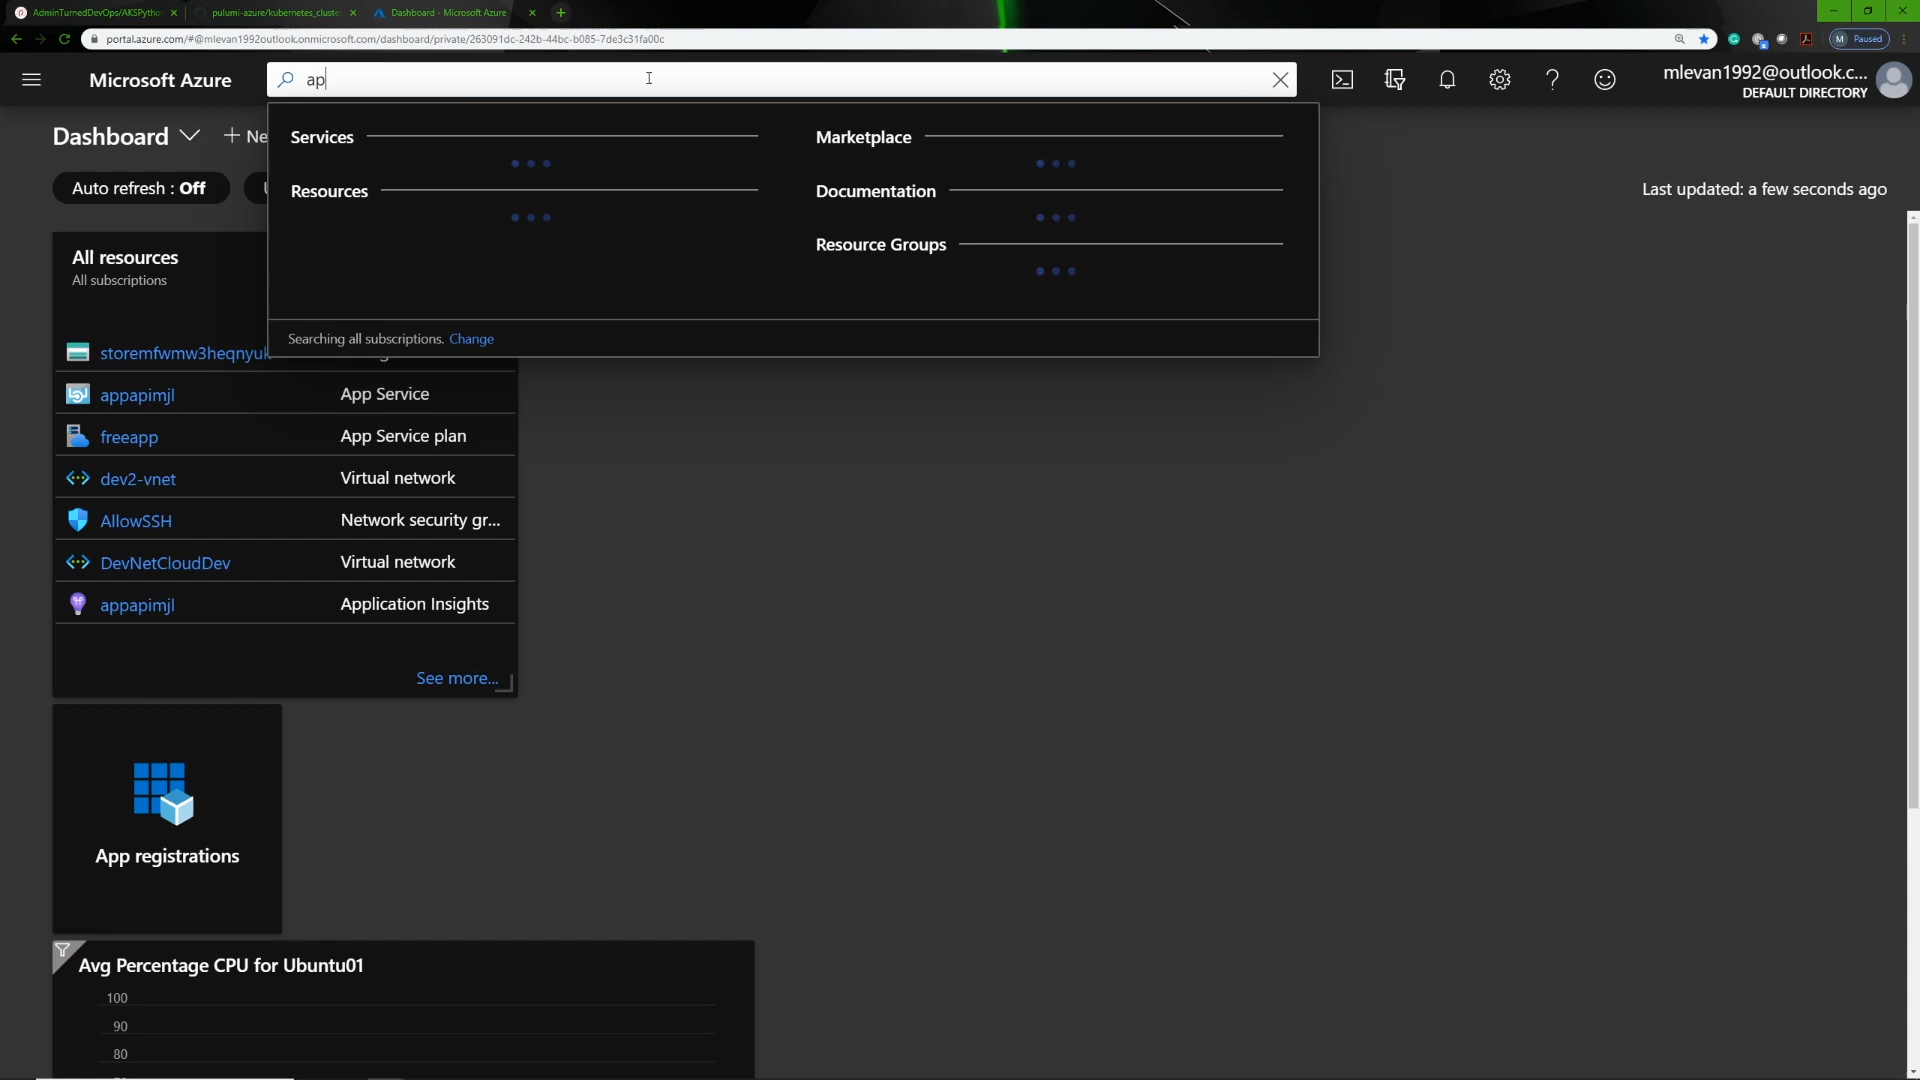 AdminTurnedDevOps/AKSPytho
pulumi-azure/kubernetes_cluste
Dashboard - Microsoft Azure
portal.azure.com/#@mlevan1992outlook.onmicrosoft.com/dashboard/private/263091dc-242b-44bc-b085-7de3c31fa00c
M Paused
Microsoft Azure
ap
mlevan1992@outlook.c...
DEFAULT DIRECTORY
Dashboard
+ Ne
Services
Marketplace
Resources
Documentation
Resource Groups
Searching all subscriptions. Change
Auto refresh : Off
Last updated: a few seconds ago
All resources
All subscriptions
storemfwmw3heqnyuk
appapimjl App Service
freeapp App Service plan
dev2-vnet Virtual network
AllowSSH Network security gr...
DevNetCloudDev Virtual network
appapimjl Application Insights
See more...
App registrations
Avg Percentage CPU for Ubuntu01
100
90
80